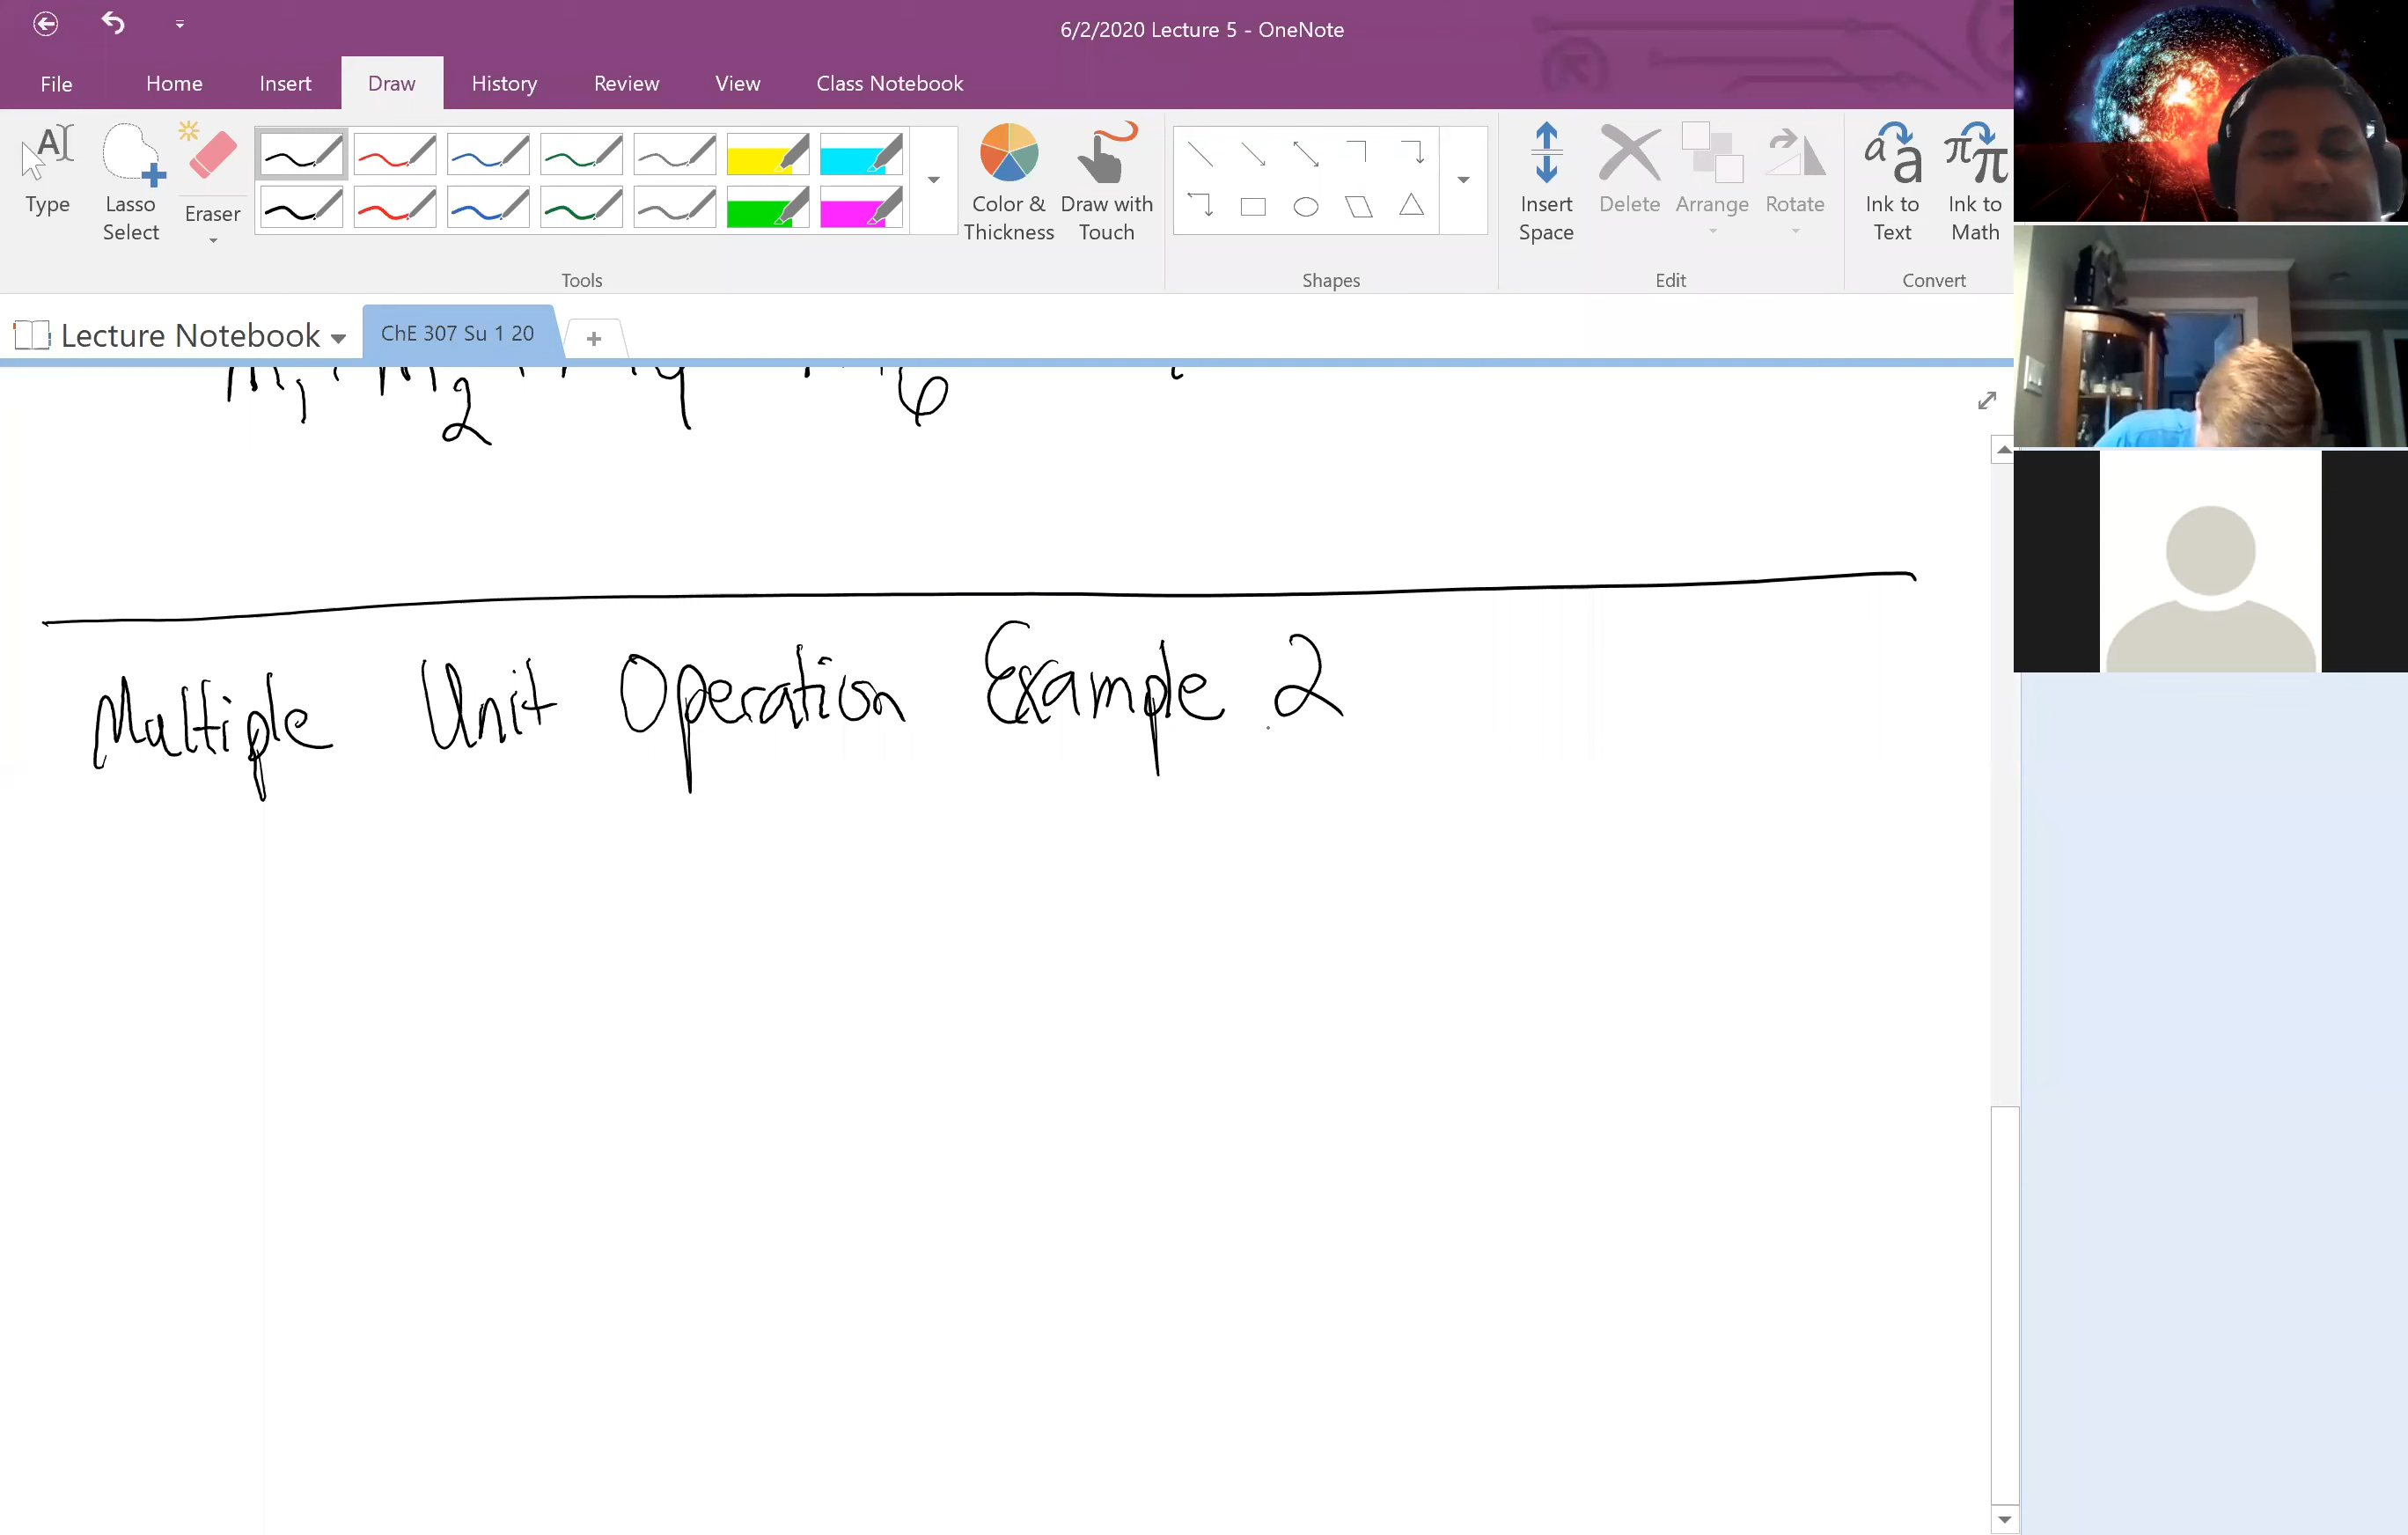 6/2/2020 Lecture 5 - OneNote
File Home Insert Draw History Review View Class Notebook
Type
Lasso Select
Eraser
Color & Thickness
Draw with Touch
Insert Space
Delete
Arrange
Rotate
Ink to Text
Ink to Math
Tools
Shapes
Edit
Convert
Lecture Notebook
ChE 307 Su 1 20
Multiple Unit Operation Example 2